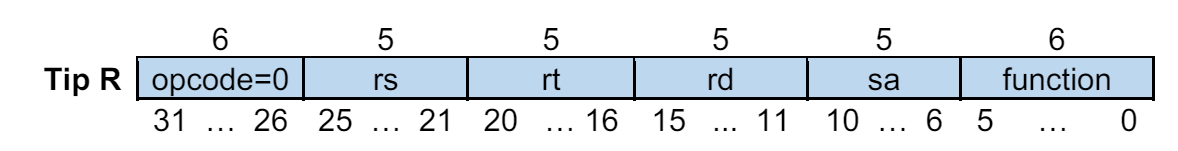 6 5 5 5 5 6
Tip R opcode=0 rs rt rd sa function
31 … 26 25 … 21 20 … 16 15 ... 11 10 … 6 5 … 0